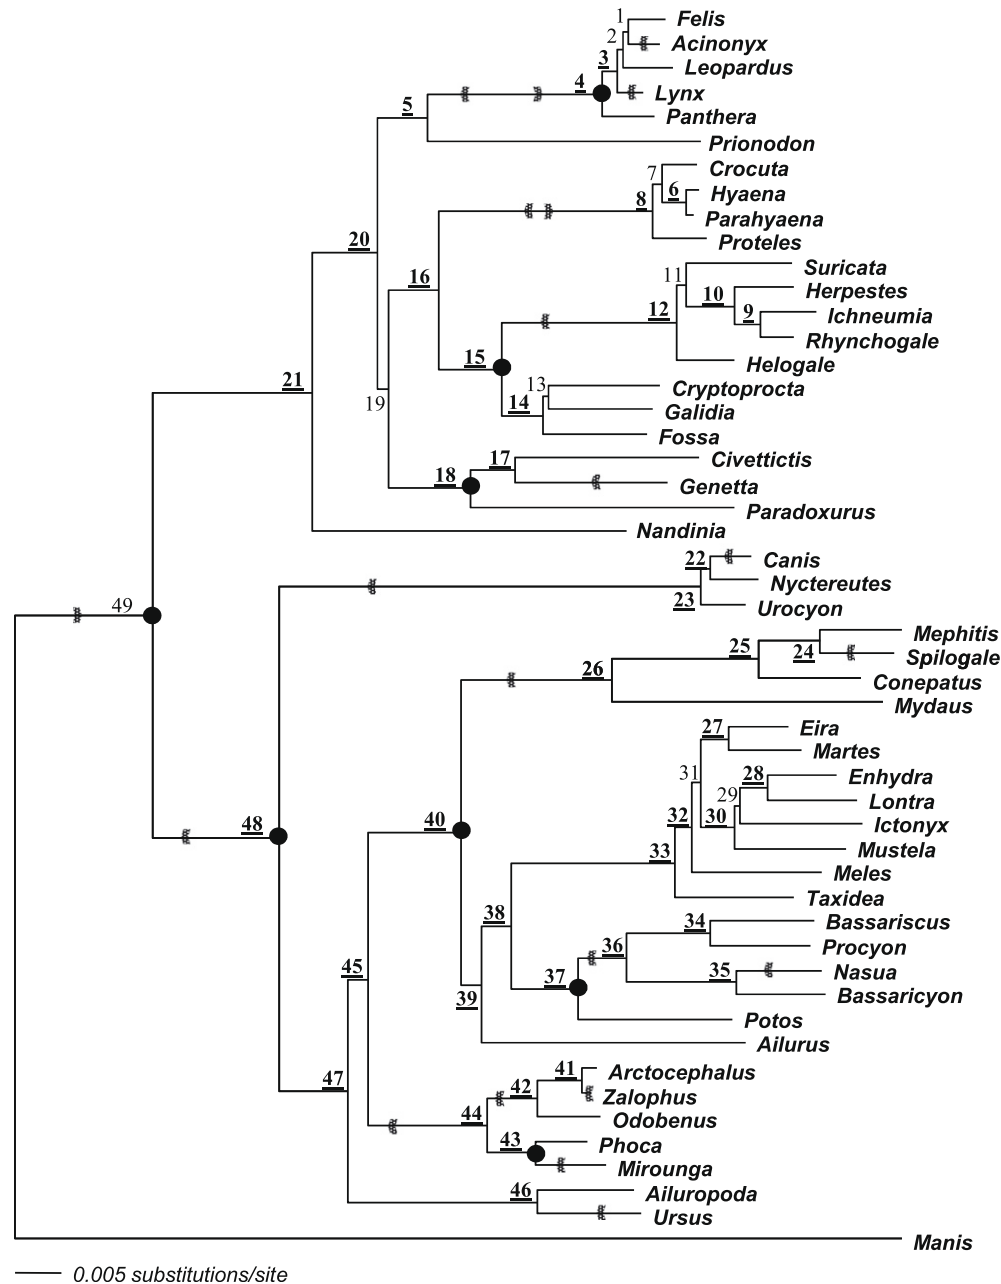 1 Felis
2 Acinonyx
3 Leopardus
4 Lynx
5 Panthera
Prionodon
7 Crocuta
6 Hyaena
8 Parahyaena
Proteles
20
11 Suricata
16
10 Herpestes
12 9 Ichneumia
Rhynchogale
15 Helogale
21
13 Cryptoprocta
19 14 Galidia
Fossa
17 Civettictis
18 Genetta
Paradoxurus
Nandinia
22 Canis
Nyctereutes
49 23 Urocyon
Mephitis
25 24 Spilogale
26 Conepatus
Mydaus
27 Eira
Martes
31 28 Enhydra
29 Lontra
48 40 32 30 Ictonyx
33 Mustela
Meles
Taxidea
38 34 Bassariscus
36 Procyon
45 37 35 Nasua
39 Bassaricyon
Potos
Ailurus
47 41 Arctocephalus
42 Zalophus
44 Odobenus
43 Phoca
Mirounga
46 Ailuropoda
Ursus
Manis
0.005 substitutions/site